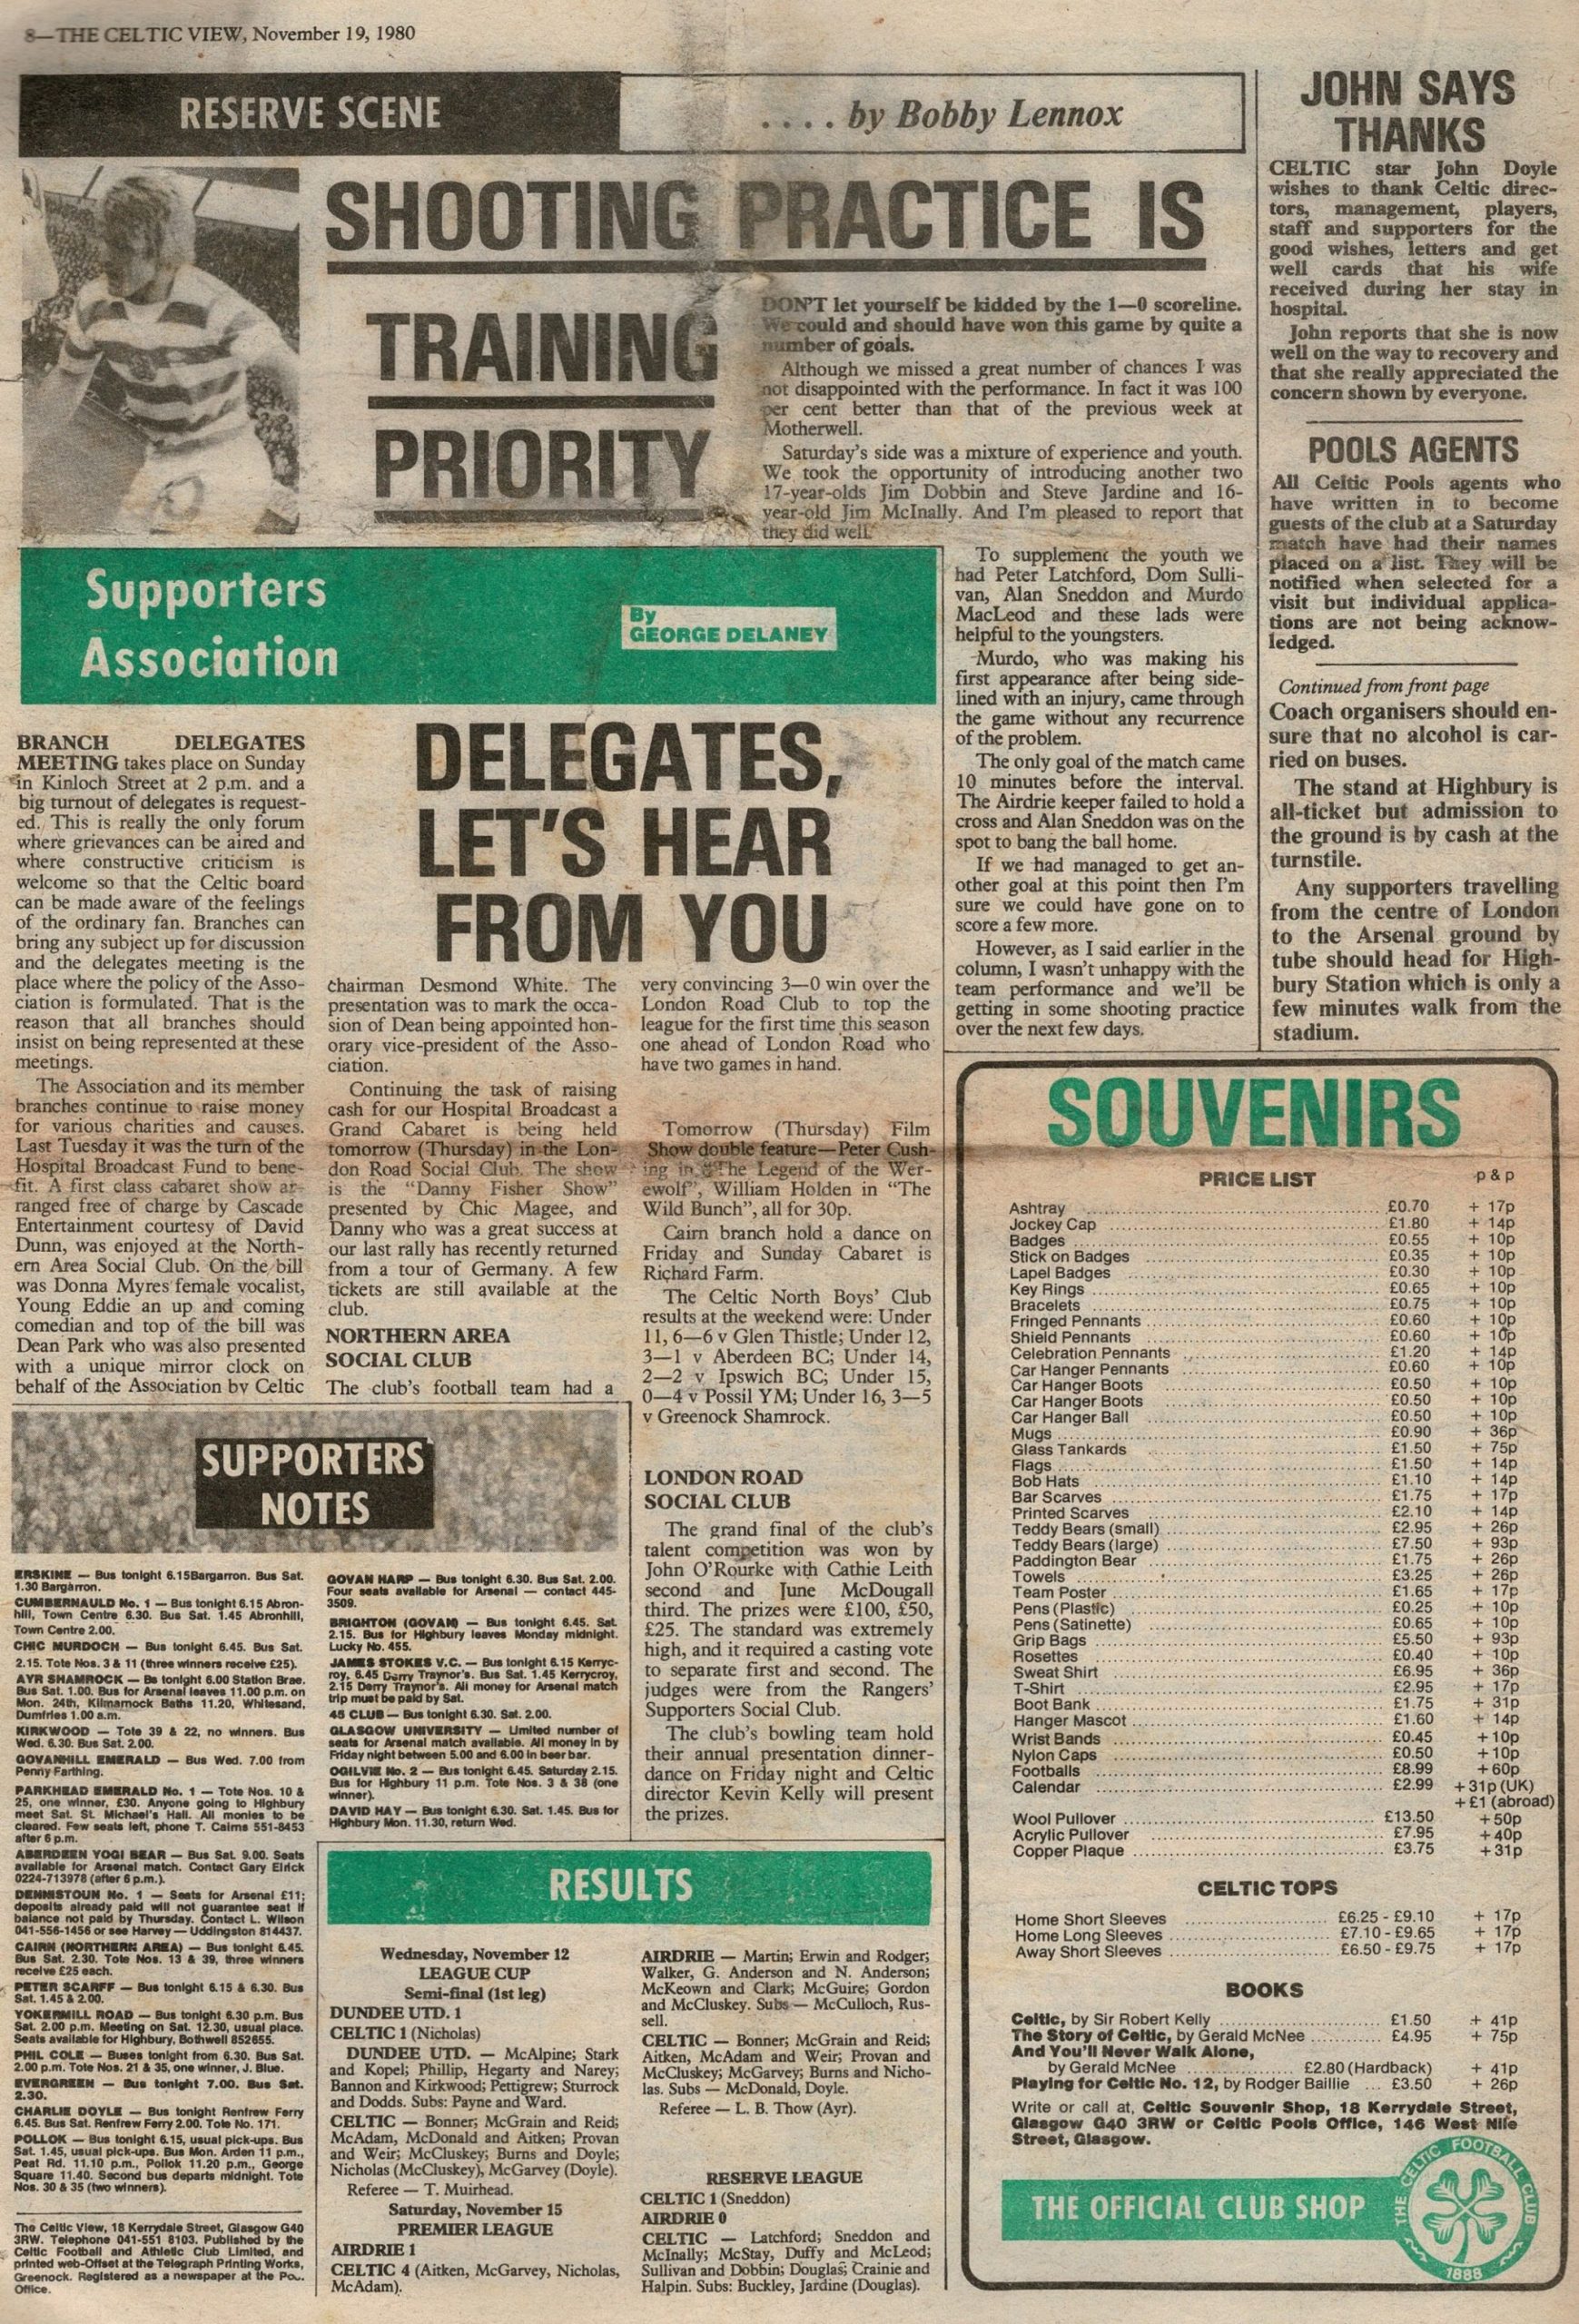 8—THE CELTIC VIEW, November 19, 1980
RESERVE SCENE
. . . . by Bobby Lennox
SHOOTING PRACTICE IS
TRAINING
PRIORITY
DON'T let yourself be kidded by the 1—0 scoreline.
We could and should have won this game by quite a
number of goals.
Although we missed a great number of chances I was
not disappointed with the performance. In fact it was 100
per cent better than that of the previous week at
Motherwell.
Saturday's side was a mixture of experience and youth.
We took the opportunity of introducing another two
17-year-olds Jim Dobbin and Steve Jardine and 16-
year-old Jim McInally. And I'm pleased to report that
they did well.
To supplement the youth we
had Peter Latchford, Dom Sulli-
van, Alan Sneddon and Murdo
MacLeod and these lads were
helpful to the youngsters.
Murdo, who was making his
first appearance after being side-
lined with an injury, came through
the game without any recurrence
of the problem.
The only goal of the match came
10 minutes before the interval.
The Airdrie keeper failed to hold a
cross and Alan Sneddon was on the
spot to bang the ball home.
If we had managed to get an-
other goal at this point then I'm
sure we could have gone on to
score a few more.
However, as I said earlier in the
column, I wasn't unhappy with the
team performance and we'll be
getting in some shooting practice
over the next few days.
JOHN SAYS
THANKS
CELTIC star John Doyle
wishes to thank Celtic direc-
tors, management, players,
staff and supporters for the
good wishes, letters and get
well cards that his wife
received during her stay in
hospital.
John reports that she is now
well on the way to recovery and
that she really appreciated the
concern shown by everyone.
POOLS AGENTS
All Celtic Pools agents who
have written in to become
guests of the club at a Saturday
match have had their names
placed on a list. They will be
notified when selected for a
visit but individual applica-
tions are not being acknow-
ledged.
Continued from front page
Coach organisers should en-
sure that no alcohol is car-
ried on buses.
The stand at Highbury is
all-ticket but admission to
the ground is by cash at the
turnstile.
Any supporters travelling
from the centre of London
to the Arsenal ground by
tube should head for High-
bury Station which is only a
few minutes walk from the
stadium.
Supporters
Association
By
GEORGE DELANEY
DELEGATES,
LET'S HEAR
FROM YOU
BRANCH DELEGATES
MEETING takes place on Sunday
in Kinloch Street at 2 p.m. and a
big turnout of delegates is request-
ed. This is really the only forum
where grievances can be aired and
where constructive criticism is
welcome so that the Celtic board
can be made aware of the feelings
of the ordinary fan. Branches can
bring any subject up for discussion
and the delegates meeting is the
place where the policy of the Asso-
ciation is formulated. That is the
reason that all branches should
insist on being represented at these
meetings.
The Association and its member
branches continue to raise money
for various charities and causes.
Last Tuesday it was the turn of the
Hospital Broadcast Fund to bene-
fit. A first class cabaret show ar-
ranged free of charge by Cascade
Entertainment courtesy of David
Dunn, was enjoyed at the North-
ern Area Social Club. On the bill
was Donna Myres female vocalist,
Young Eddie an up and coming
comedian and top of the bill was
Dean Park who was also presented
with a unique mirror clock on
behalf of the Association by Celtic
chairman Desmond White. The
presentation was to mark the occa-
sion of Dean being appointed hon-
orary vice-president of the Asso-
ciation.
Continuing the task of raising
cash for our Hospital Broadcast a
Grand Cabaret is being held
tomorrow (Thursday) in the Lon-
don Road Social Club. The show
is the "Danny Fisher Show"
presented by Chic Magee, and
Danny who was a great success at
our last rally has recently returned
from a tour of Germany. A few
tickets are still available at the
club.
NORTHERN AREA
SOCIAL CLUB
The club's football team had a
very convincing 3—0 win over the
London Road Club to top the
league for the first time this season
one ahead of London Road who
have two games in hand.
Tomorrow (Thursday) Film
Show double feature—Peter Cush-
ing in "The Legend of the Wer-
ewolf", William Holden in "The
Wild Bunch", all for 30p.
Cairn branch hold a dance on
Friday and Sunday Cabaret is
Richard Farm.
The Celtic North Boys' Club
results at the weekend were: Under
11, 6—6 v Glen Thistle; Under 12,
3—1 v Aberdeen BC; Under 14,
2—2 v Ipswich BC; Under 15,
0—4 v Possil YM; Under 16, 3—5
v Greenock Shamrock.
LONDON ROAD
SOCIAL CLUB
The grand final of the club's
talent competition was won by
John O'Rourke with Cathie Leith
second and June McDougall
third. The prizes were £100, £50,
£25. The standard was extremely
high, and it required a casting vote
to separate first and second. The
judges were from the Rangers'
Supporters Social Club.
The club's bowling team hold
their annual presentation dinner-
dance on Friday night and Celtic
director Kevin Kelly will present
the prizes.
SUPPORTERS
NOTES
ERSKINE — Bus tonight 6.15Bargarron. Bus Sat.
1.30 Bargarron.
CUMBERNAULD No. 1 — Bus tonight 6.15 Abron-
hill, Town Centre 6.30. Bus Sat. 1.45 Abronhill,
Town Centre 2.00.
CHIC MURDOCH — Bus tonight 6.45. Bus Sat.
2.15. Tote Nos. 3 & 11 (three winners receive £25).
AYR SHAMROCK — Bs tonight 6.00 Station Brae.
Bus Sat. 1.00. Bus for Arsenal leaves 11.00 p.m. on
Mon. 24th, Kilmarnock Baths 11.20, Whitesand,
Dumfries 1.00 a.m.
KIRKWOOD — Tote 39 & 22, no winners. Bus
Wed. 6.30. Bus Sat. 2.00.
GOVANHILL EMERALD — Bus Wed. 7.00 from
Penny Farthing.
PARKHEAD EMERALD No. 1 — Tote Nos. 10 &
25, one winner, £30. Anyone going to Highbury
meet Sat. St. Michael's Hall. All monies to be
cleared. Few seats left, phone T. Cairns 551-8453
after 6 p.m.
ABERDEEN YOGI BEAR — Bus Sat. 9.00. Seats
available for Arsenal match. Contact Gary Elrick
0224-713978 (after 6 p.m.).
DENNISTOUN No. 1 — Seats for Arsenal £11;
deposits already paid will not guarantee seat if
balance not paid by Thursday. Contact L. Wilson
041-556-1456 or see Harvey — Uddingston 814437.
CAIRN (NORTHERN AREA) — Bus tonight 6.45.
Bus Sat. 2.30. Tote Nos. 13 & 39, three winners
receive £25 each.
PETER SCARFF — Bus tonight 6.15 & 6.30. Bus
Sat. 1.45 & 2.00.
YOKERMILL ROAD — Bus tonight 6.30 p.m. Bus
Sat. 2.00 p.m. Meeting on Sat. 12.30, usual place.
Seats available for Highbury, Bothwell 852655.
PHIL COLE — Buses tonight from 6.30. Bus Sat.
2.00 p.m. Tote Nos. 21 & 35, one winner, J. Blue.
EVERGREEN — Bus tonight 7.00. Bus Sat.
2.30.
CHARLIE DOYLE — Bus tonight Renfrew Ferry
6.45. Bus Sat. Renfrew Ferry 2.00. Tote No. 171.
POLLOK — Bus tonight 6.15, usual pick-ups. Bus
Sat. 1.45, usual pick-ups. Bus Mon. Arden 11 p.m.,
Peat Rd. 11.10 p.m., Pollok 11.20 p.m., George
Square 11.40. Second bus departs midnight. Tote
Nos. 30 & 35 (two winners).
The Celtic View, 18 Kerrydale Street, Glasgow G40
3RW. Telephone 041-551 8103. Published by the
Celtic Football and Athletic Club Limited, and
printed web-Offset at the Telegraph Printing Works,
Greenock. Registered as a newspaper at the Po..
Office.
GOVAN HARP — Bus tonight 6.30. Bus Sat. 2.00.
Four seats available for Arsenal — contact 445-
3509.
BRIGHTON (GOVAN) — Bus tonight 6.45. Sat.
2.15. Bus for Highbury leaves Monday midnight.
Lucky No. 455.
JAMES STOKES V.C. — Bus tonight 6.15 Kerryc-
roy, 6.45 Derry Traynor's. Bus Sat. 1.45 Kerrycroy,
2.15 Derry Traynor's. All money for Arsenal match
trip must be paid by Sat.
45 CLUB — Bus tonight 6.30. Sat. 2.00.
GLASGOW UNIVERSITY — Limited number of
seats for Arsenal match available. All money in by
Friday night between 5.00 and 6.00 in beer bar.
OGILVIE No. 2 — Bus tonight 6.45. Saturday 2.15.
Bus for Highbury 11 p.m. Tote Nos. 3 & 38 (one
winner).
DAVID HAY — Bus tonight 6.30. Sat. 1.45. Bus for
Highbury Mon. 11.30, return Wed.
RESULTS
Wednesday, November 12
LEAGUE CUP
Semi-final (1st leg)
DUNDEE UTD. 1
CELTIC 1 (Nicholas)
DUNDEE UTD. — McAlpine; Stark
and Kopel; Phillip, Hegarty and Narey;
Bannon and Kirkwood; Pettigrew; Sturrock
and Dodds. Subs: Payne and Ward.
CELTIC — Bonner; McGrain and Reid;
McAdam, McDonald and Aitken; Provan
and Weir; McCluskey; Burns and Doyle;
Nicholas (McCluskey), McGarvey (Doyle).
Referee — T. Muirhead.
Saturday, November 15
PREMIER LEAGUE
AIRDRIE 1
CELTIC 4 (Aitken, McGarvey, Nicholas,
McAdam).
AIRDRIE — Martin; Erwin and Rodger;
Walker, G. Anderson and N. Anderson;
McKeown and Clark; McGuire; Gordon
and McCluskey. Subs — McCulloch, Rus-
sell.
CELTIC — Bonner; McGrain and Reid;
Aitken, McAdam and Weir; Provan and
McCluskey; McGarvey; Burns and Nicho-
las. Subs — McDonald, Doyle.
Referee — L. B. Thow (Ayr).
RESERVE LEAGUE
CELTIC 1 (Sneddon)
AIRDRIE 0
CELTIC — Latchford; Sneddon and
McInally; McStay, Duffy and McLeod;
Sullivan and Dobbin; Douglas; Crainie and
Halpin. Subs: Buckley, Jardine (Douglas).
SOUVENIRS
PRICE LIST p & p
Ashtray £0.70 + 17p
Jockey Cap £1.80 + 14p
Badges £0.55 + 10p
Stick on Badges £0.35 + 10p
Lapel Badges £0.30 + 10p
Key Rings £0.65 + 10p
Bracelets £0.75 + 10p
Fringed Pennants £0.60 + 10p
Shield Pennants £0.60 + 10p
Celebration Pennants £1.20 + 14p
Car Hanger Pennants £0.60 + 10p
Car Hanger Boots £0.50 + 10p
Car Hanger Boots £0.50 + 10p
Car Hanger Ball £0.50 + 10p
Mugs £0.90 + 36p
Glass Tankards £1.50 + 75p
Flags £1.50 + 14p
Bob Hats £1.10 + 14p
Bar Scarves £1.75 + 17p
Printed Scarves £2.10 + 14p
Teddy Bears (small) £2.95 + 26p
Teddy Bears (large) £7.50 + 93p
Paddington Bear £1.75 + 26p
Towels £3.25 + 26p
Team Poster £1.65 + 17p
Pens (Plastic) £0.25 + 10p
Pens (Satinette) £0.65 + 10p
Grip Bags £5.50 + 93p
Rosettes £0.40 + 10p
Sweat Shirt £6.95 + 36p
T-Shirt £2.95 + 17p
Boot Bank £1.75 + 31p
Hanger Mascot £1.60 + 14p
Wrist Bands £0.45 + 10p
Nylon Caps £0.50 + 10p
Footballs £8.99 + 60p
Calendar £2.99 + 31p (UK)
+ £1 (abroad)
Wool Pullover £13.50 + 50p
Acrylic Pullover £7.95 + 40p
Copper Plaque £3.75 + 31p
CELTIC TOPS
Home Short Sleeves £6.25 - £9.10 + 17p
Home Long Sleeves £7.10 - £9.65 + 17p
Away Short Sleeves £6.50 - £9.75 + 17p
BOOKS
Celtic, by Sir Robert Kelly £1.50 + 41p
The Story of Celtic, by Gerald McNee £4.95 + 75p
And You'll Never Walk Alone,
by Gerald McNee £2.80 (Hardback) + 41p
Playing for Celtic No. 12, by Rodger Baillie £3.50 + 26p
Write or call at, Celtic Souvenir Shop, 18 Kerrydale Street,
Glasgow G40 3RW or Celtic Pools Office, 146 West Nile
Street, Glasgow.
THE OFFICIAL CLUB SHOP
THE CELTIC FOOTBALL CLUB
1888